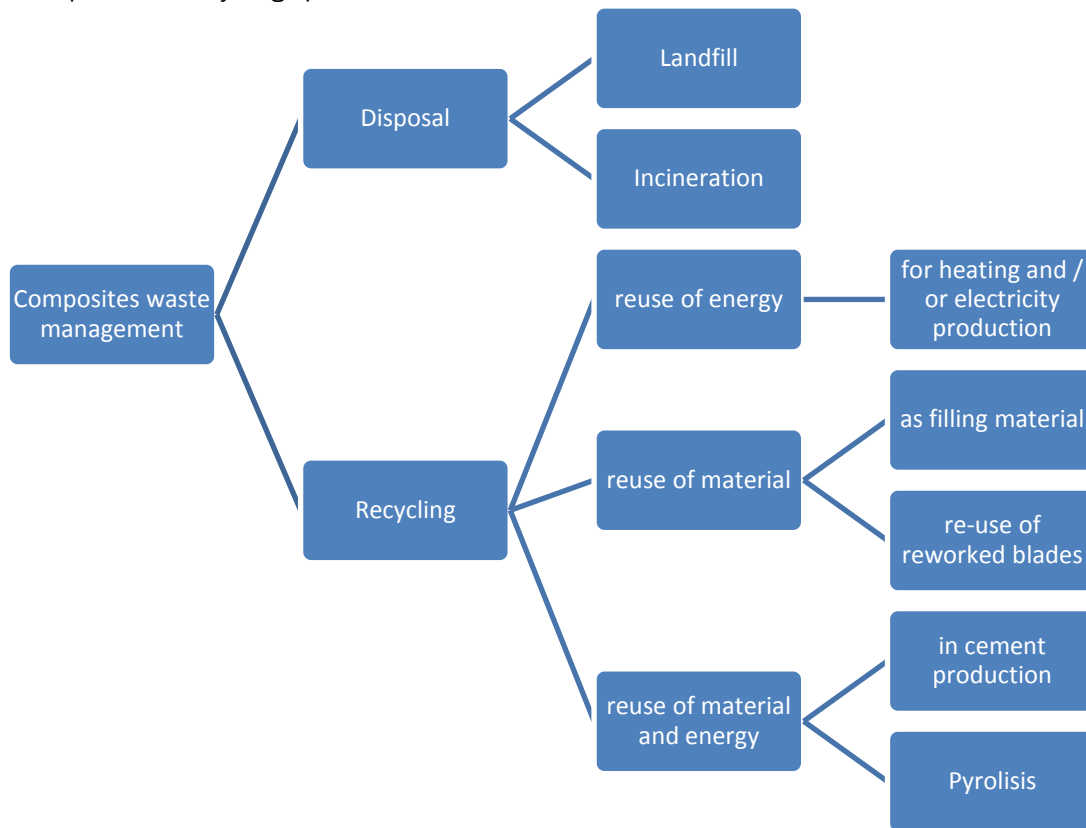 Landfill
Disposal
Incineration
Composites waste
management
reuse of energy
for heating and /
or electricity
production
as filling material
reuse of material
Recycling
re-use of
reworked blades
in cement
production
reuse of material
and energy
Pyrolisis